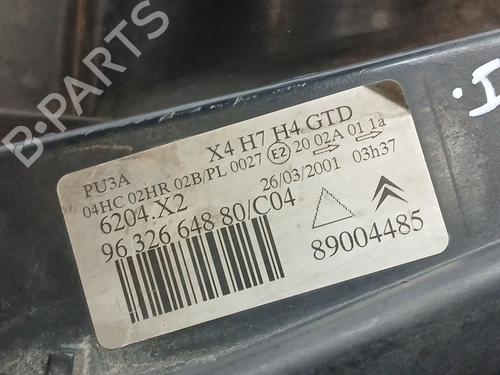 B-PARTS
I.
X4 H7 H4 GTD
PU3A
04HC 02HR 02B/PL 0027 E2 20 02A 01 1a
6204.X2 26/03/2001 03h37
96 326 648 80/C04
89004485